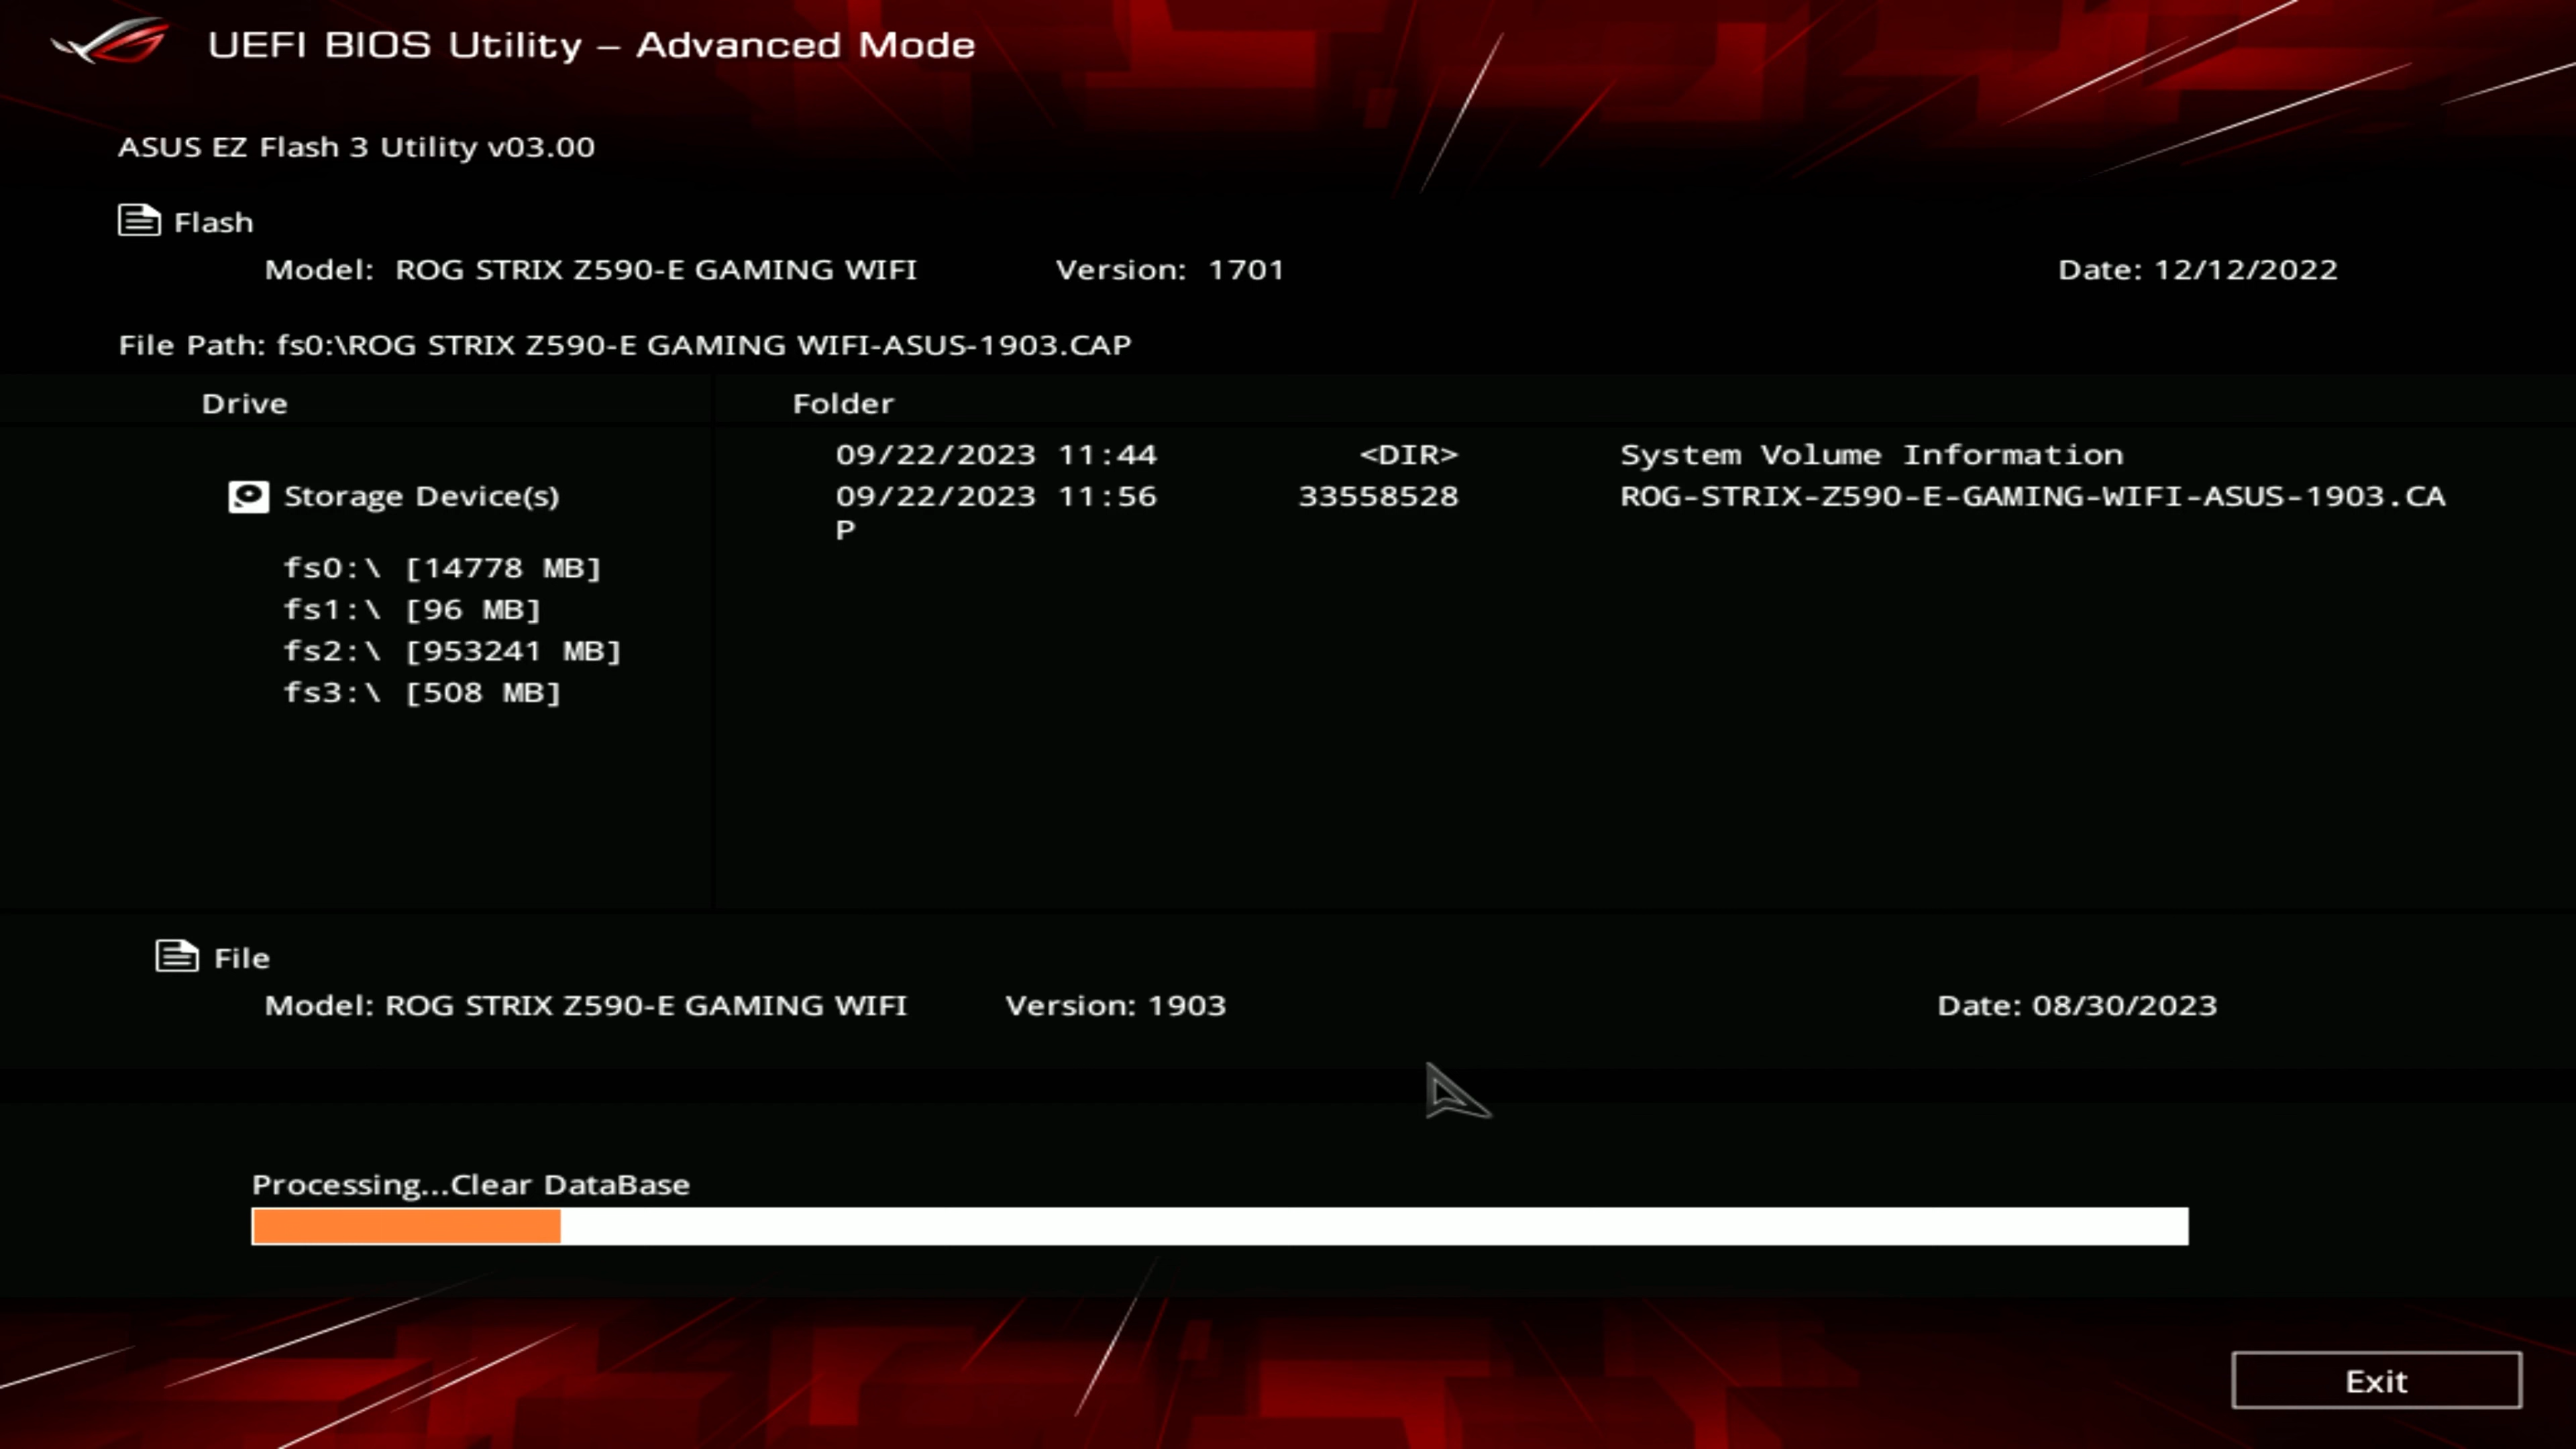 UEFI BIOS Utility – Advanced Mode
ASUS EZ Flash 3 Utility v03.00
Flash
Model: ROG STRIX Z590-E GAMING WIFI Version: 1701 Date: 12/12/2022
File Path: fs0:\ROG STRIX Z590-E GAMING WIFI-ASUS-1903.CAP
Drive Folder
09/22/2023 11:44 <DIR> System Volume Information
Storage Device(s) 09/22/2023 11:56 33558528 ROG-STRIX-Z590-E-GAMING-WIFI-ASUS-1903.CA
P
fs0:\ [14778 MB]
fs1:\ [96 MB]
fs2:\ [953241 MB]
fs3:\ [508 MB]
File
Model: ROG STRIX Z590-E GAMING WIFI Version: 1903 Date: 08/30/2023
Processing...Clear DataBase
Exit